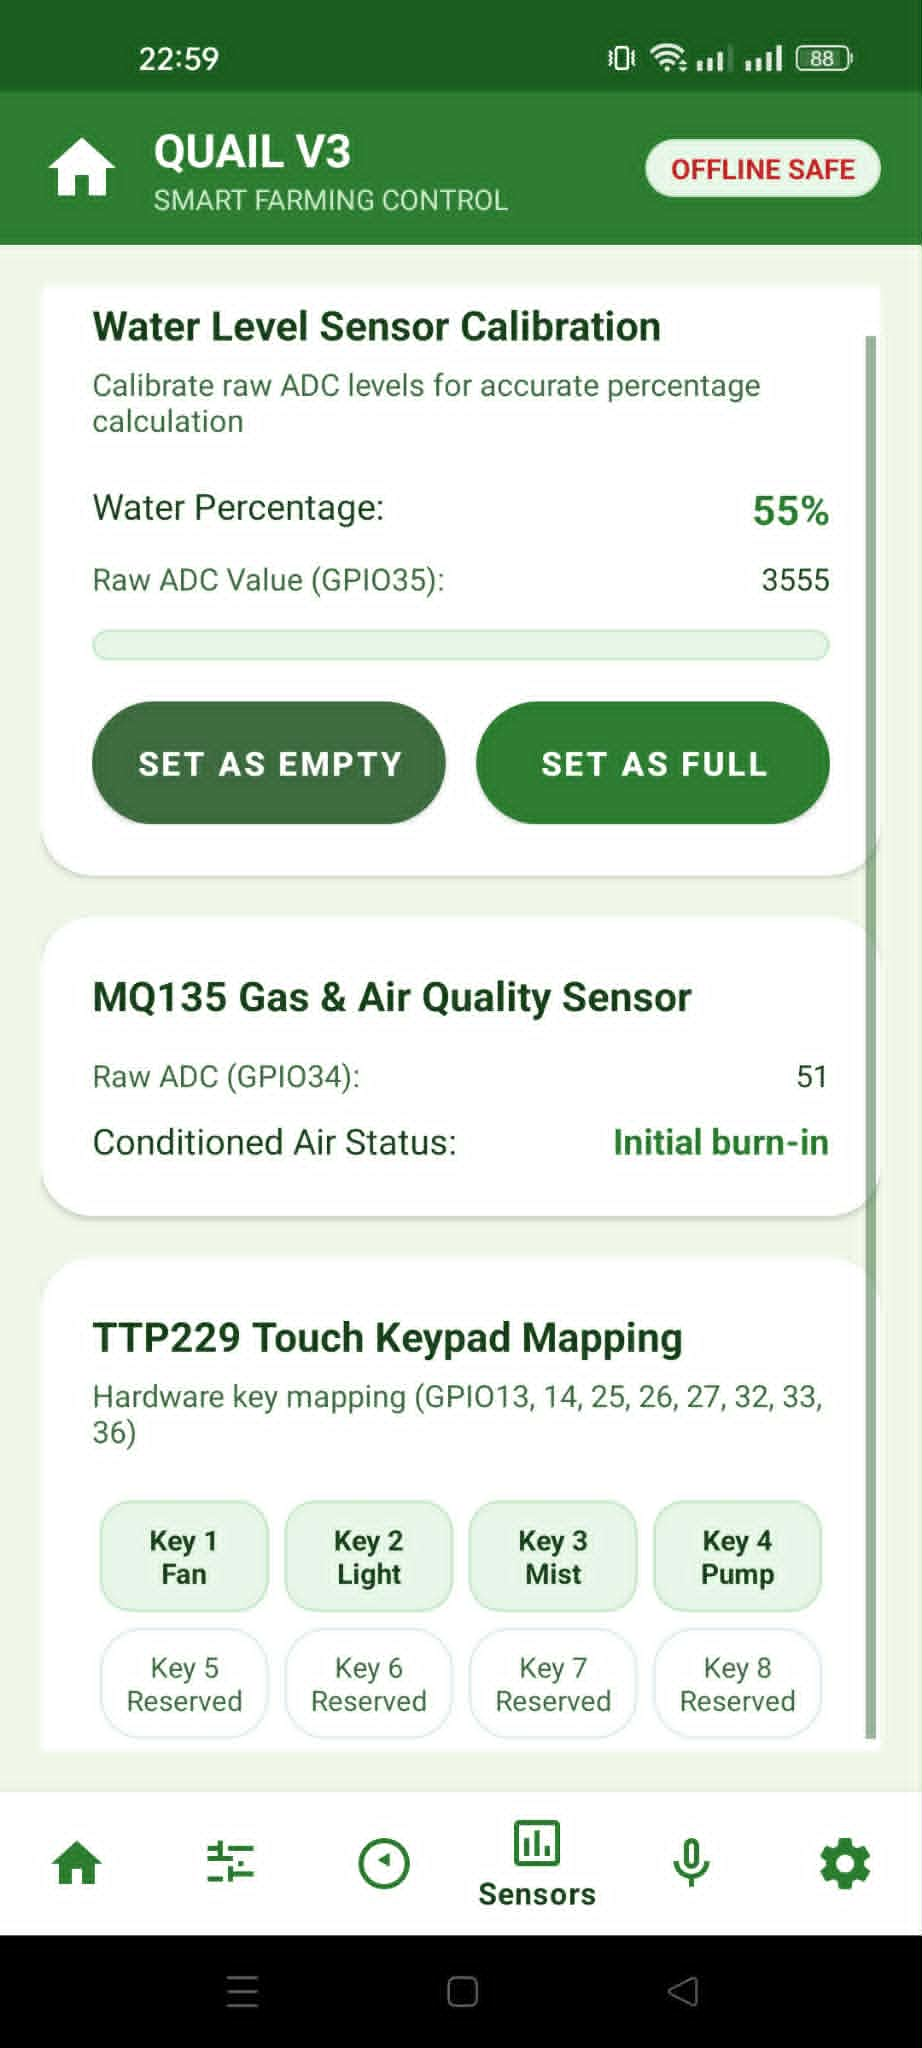 22:59
88
QUAIL V3
SMART FARMING CONTROL
OFFLINE SAFE
Water Level Sensor Calibration
Calibrate raw ADC levels for accurate percentage
calculation
Water Percentage:
55%
Raw ADC Value (GPIO35):
3555
SET AS EMPTY
SET AS FULL
MQ135 Gas & Air Quality Sensor
Raw ADC (GPIO34):
51
Conditioned Air Status:
Initial burn-in
TTP229 Touch Keypad Mapping
Hardware key mapping (GPIO13, 14, 25, 26, 27, 32, 33,
36)
Key 1
Fan
Key 2
Light
Key 3
Mist
Key 4
Pump
Key 5
Reserved
Key 6
Reserved
Key 7
Reserved
Key 8
Reserved
Sensors